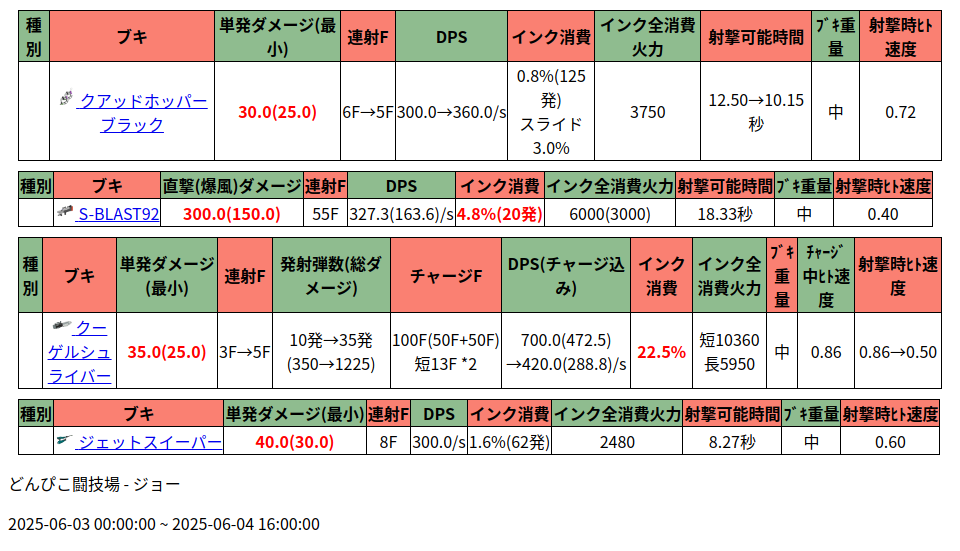 種別 ブキ 単発ダメージ(最小) 連射F DPS インク消費 インク全消費火力 射撃可能時間 ブキ重量 射撃時ﾋﾄ速度
クアッドホッパーブラック 30.0(25.0) 6F→5F 300.0→360.0/s 0.8%(125発) スライド3.0% 3750 12.50→10.15秒 中 0.72
種別 ブキ 直撃(爆風)ダメージ 連射F DPS インク消費 インク全消費火力 射撃可能時間 ﾌﾞｷ重量 射撃時ﾋﾄ速度
S-BLAST92 300.0(150.0) 55F 327.3(163.6)/s 4.8%(20発) 6000(3000) 18.33秒 中 0.40
種別 ブキ 単発ダメージ(最小) 連射F 発射弾数(総ダメージ) チャージF DPS(チャージ込み) インク消費 インク全消費火力 ﾌﾞｷ重量 ﾁｬｰｼﾞ中ﾋﾄ速度 射撃時ﾋﾄ速度
クーゲルシュライバー 35.0(25.0) 3F→5F 10発→35発(350→1225) 100F(50F+50F) 短13F *2 700.0(472.5)→420.0(288.8)/s 22.5% 短10360 長5950 中 0.86 0.86→0.50
種別 ブキ 単発ダメージ(最小) 連射F DPS インク消費 インク全消費火力 射撃可能時間 ﾌﾞｷ重量 射撃時ﾋﾄ速度
ジェットスイーパー 40.0(30.0) 8F 300.0/s 1.6%(62発) 2480 8.27秒 中 0.60
どんぴこ闘技場 - ジョー
2025-06-03 00:00:00 ~ 2025-06-04 16:00:00